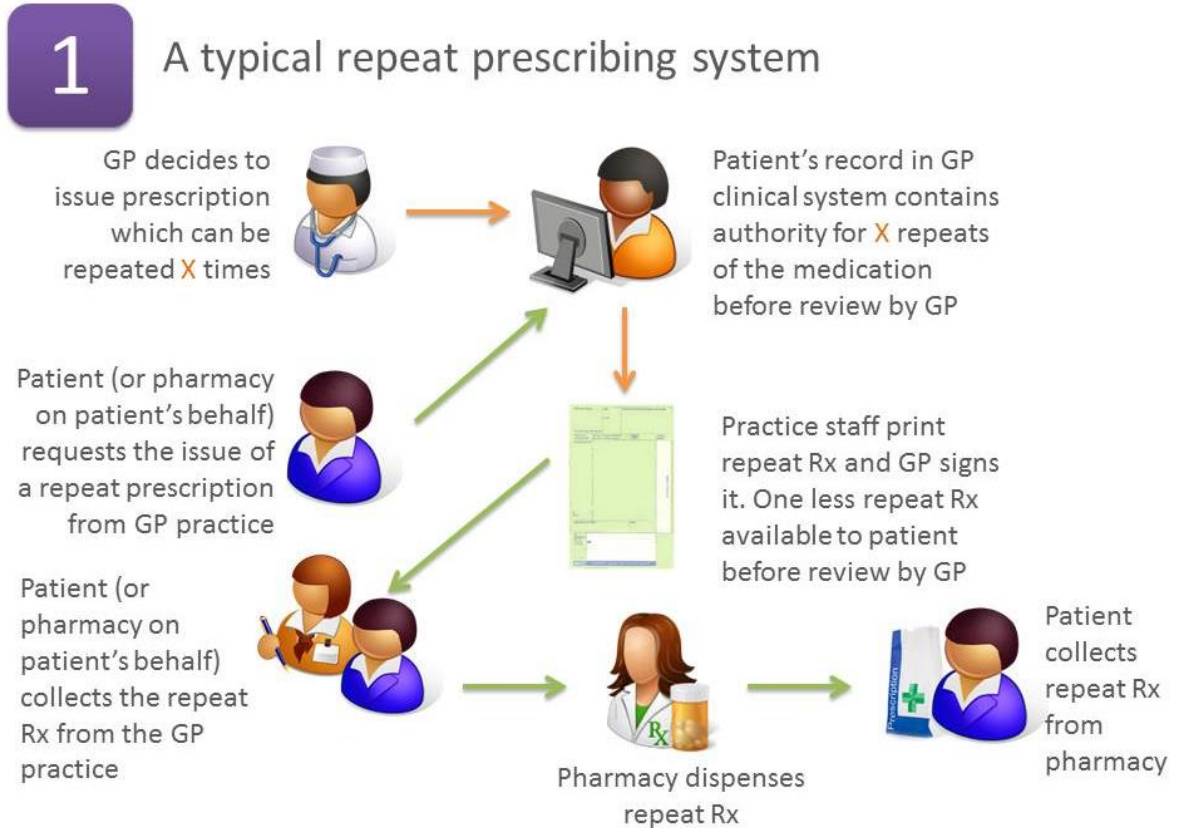 1
A typical repeat prescribing system
GP decides to
issue prescription
which can be
repeated X times
Patient's record in GP
clinical system contains
authority for X repeats
of the medication
before review by GP
Patient (or pharmacy
on patient's behalf)
requests the issue of
a repeat prescription
from GP practice
Practice staff print
repeat Rx and GP signs
it. One less repeat Rx
available to patient
before review by GP
Patient (or
pharmacy on
patient's behalf)
collects the repeat
Rx from the GP
practice
Rx
Pharmacy dispenses
repeat Rx
Prescription
Patient
collects
repeat Rx
from
pharmacy